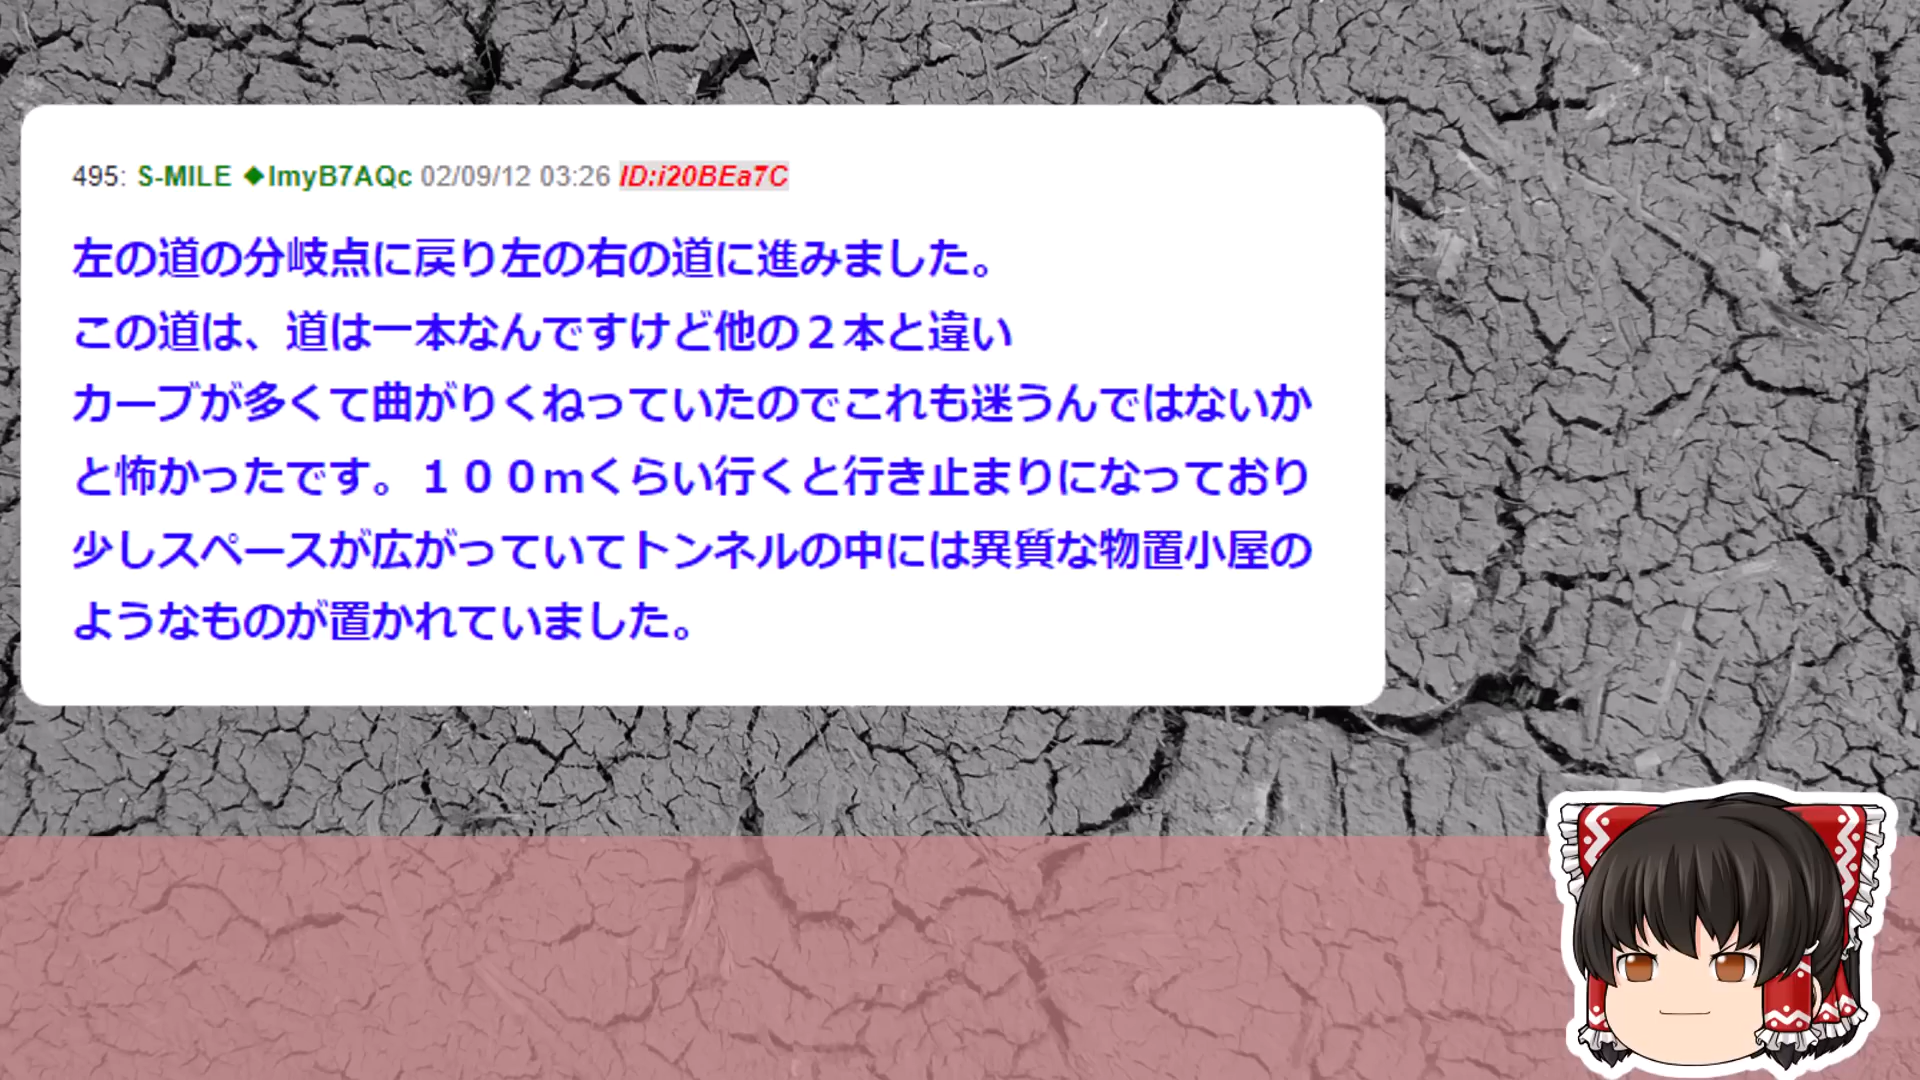 495: S-MILE ◆lmyB7AQc 02/09/12 03:26 ID:i20BEa7C
左の道の分岐点に戻り左の右の道に進みました。
この道は、道は一本なんですけど他の２本と違い
カーブが多くて曲がりくねっていたのでこれも迷うんではないか
と怖かったです。１００ｍくらい行くと行き止まりになっており
少しスペースが広がっていてトンネルの中には異質な物置小屋の
ようなものが置かれていました。